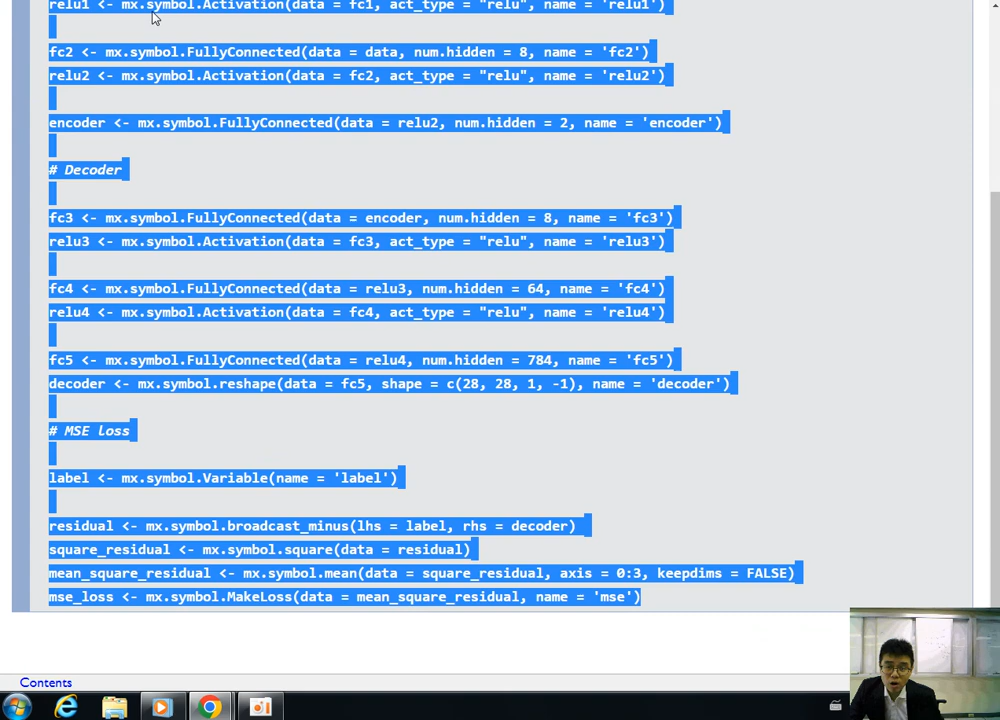 relu1 <- mx.symbol.Activation(data = fc1, act_type = "relu", name = 'relu1')
fc2 <- mx.symbol.FullyConnected(data = data, num.hidden = 8, name = 'fc2')
relu2 <- mx.symbol.Activation(data = fc2, act_type = "relu", name = 'relu2')
encoder <- mx.symbol.FullyConnected(data = relu2, num.hidden = 2, name = 'encoder')
# Decoder
fc3 <- mx.symbol.FullyConnected(data = encoder, num.hidden = 8, name = 'fc3')
relu3 <- mx.symbol.Activation(data = fc3, act_type = "relu", name = 'relu3')
fc4 <- mx.symbol.FullyConnected(data = relu3, num.hidden = 64, name = 'fc4')
relu4 <- mx.symbol.Activation(data = fc4, act_type = "relu", name = 'relu4')
fc5 <- mx.symbol.FullyConnected(data = relu4, num.hidden = 784, name = 'fc5')
decoder <- mx.symbol.reshape(data = fc5, shape = c(28, 28, 1, -1), name = 'decoder')
# MSE loss
label <- mx.symbol.Variable(name = 'label')
residual <- mx.symbol.broadcast_minus(lhs = label, rhs = decoder)
square_residual <- mx.symbol.square(data = residual)
mean_square_residual <- mx.symbol.mean(data = square_residual, axis = 0:3, keepdims = FALSE)
mse_loss <- mx.symbol.MakeLoss(data = mean_square_residual, name = 'mse')
Contents